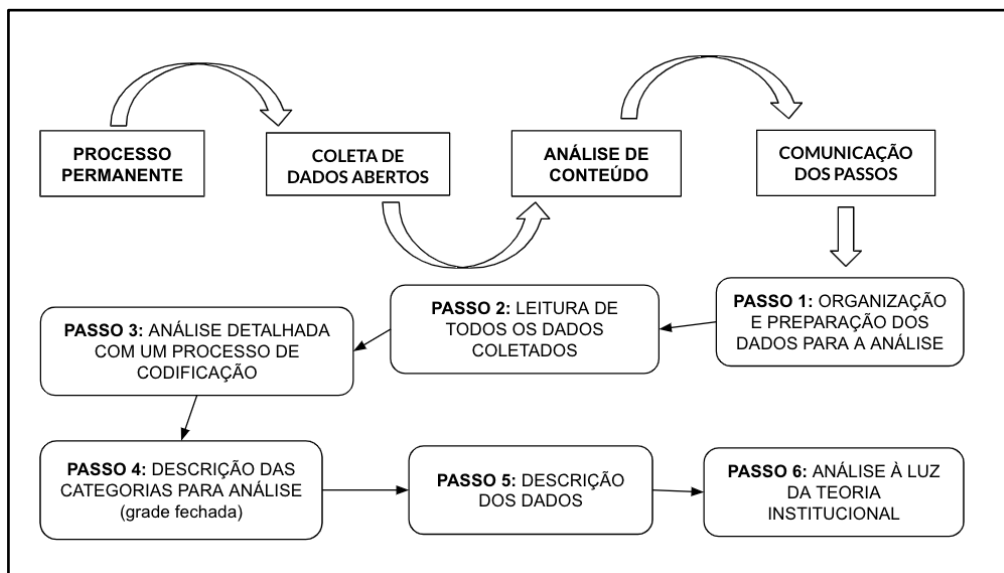 PROCESSO
PERMANENTE
COLETA DE
DADOS ABERTOS
ANÁLISE DE
CONTEÚDO
COMUNICAÇÃO
DOS PASSOS
PASSO 1: ORGANIZAÇÃO
E PREPARAÇÃO DOS
DADOS PARA A ANÁLISE
PASSO 2: LEITURA DE
TODOS OS DADOS
COLETADOS
PASSO 3: ANÁLISE DETALHADA
COM UM PROCESSO DE
CODIFICAÇÃO
PASSO 4: DESCRIÇÃO DAS
CATEGORIAS PARA ANÁLISE
(grade fechada)
PASSO 5: DESCRIÇÃO
DOS DADOS
PASSO 6: ANÁLISE À LUZ
DA TEORIA
INSTITUCIONAL